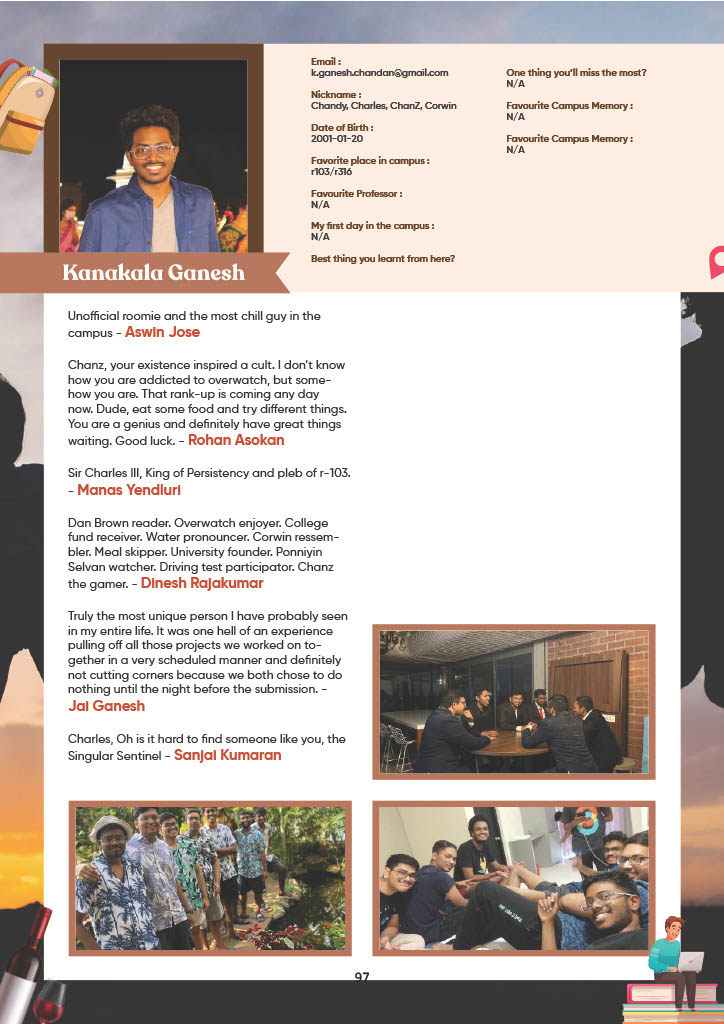 Email :
k.ganesh.chandan@gmail.com
Nickname :
Chandy, Charles, ChanZ, Corwin
Date of Birth :
2001-01-20
Favorite place in campus :
r103/r316
Favourite Professor :
N/A
My first day in the campus :
N/A
Best thing you learnt from here?
One thing you'll miss the most?
N/A
Favourite Campus Memory :
N/A
Favourite Campus Memory :
N/A
Kanakala Ganesh
Unofficial roomie and the most chill guy in the
campus - Aswin Jose
Chanz, your existence inspired a cult. I don't know
how you are addicted to overwatch, but some-
how you are. That rank-up is coming any day
now. Dude, eat some food and try different things.
You are a genius and definitely have great things
waiting. Good luck. - Rohan Asokan
Sir Charles III, King of Persistency and pleb of r-103.
- Manas Yendluri
Dan Brown reader. Overwatch enjoyer. College
fund receiver. Water pronouncer. Corwin ressem-
bler. Meal skipper. University founder. Ponniyin
Selvan watcher. Driving test participator. Chanz
the gamer. - Dinesh Rajakumar
Truly the most unique person I have probably seen
in my entire life. It was one hell of an experience
pulling off all those projects we worked on to-
gether in a very scheduled manner and definitely
not cutting corners because we both chose to do
nothing until the night before the submission. -
Jai Ganesh
Charles, Oh is it hard to find someone like you, the
Singular Sentinel - Sanjai Kumaran
97